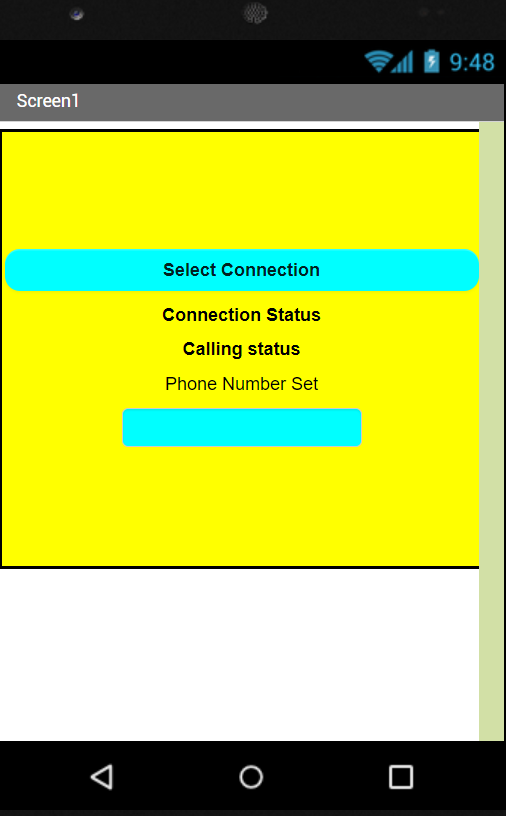 9:48
Screen1
Select Connection
Connection Status
Calling status
Phone Number Set